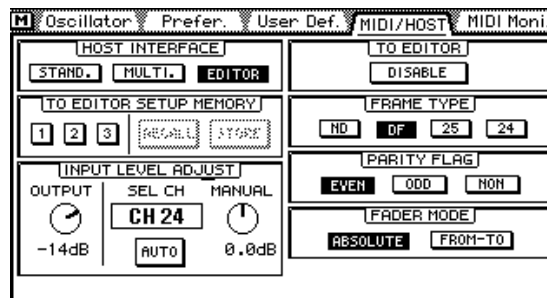 M Oscillator Prefer. User Def. MIDI/HOST MIDI Moni.
HOST INTERFACE
STAND. MULTI. EDITOR
TO EDITOR SETUP MEMORY
1 2 3 RECALL STORE
INPUT LEVEL ADJUST
OUTPUT SEL CH MANUAL
CH 24
-14dB AUTO 0.0dB
TO EDITOR
DISABLE
FRAME TYPE
ND DF 25 24
PARITY FLAG
EVEN ODD NON
FADER MODE
ABSOLUTE FROM-TO